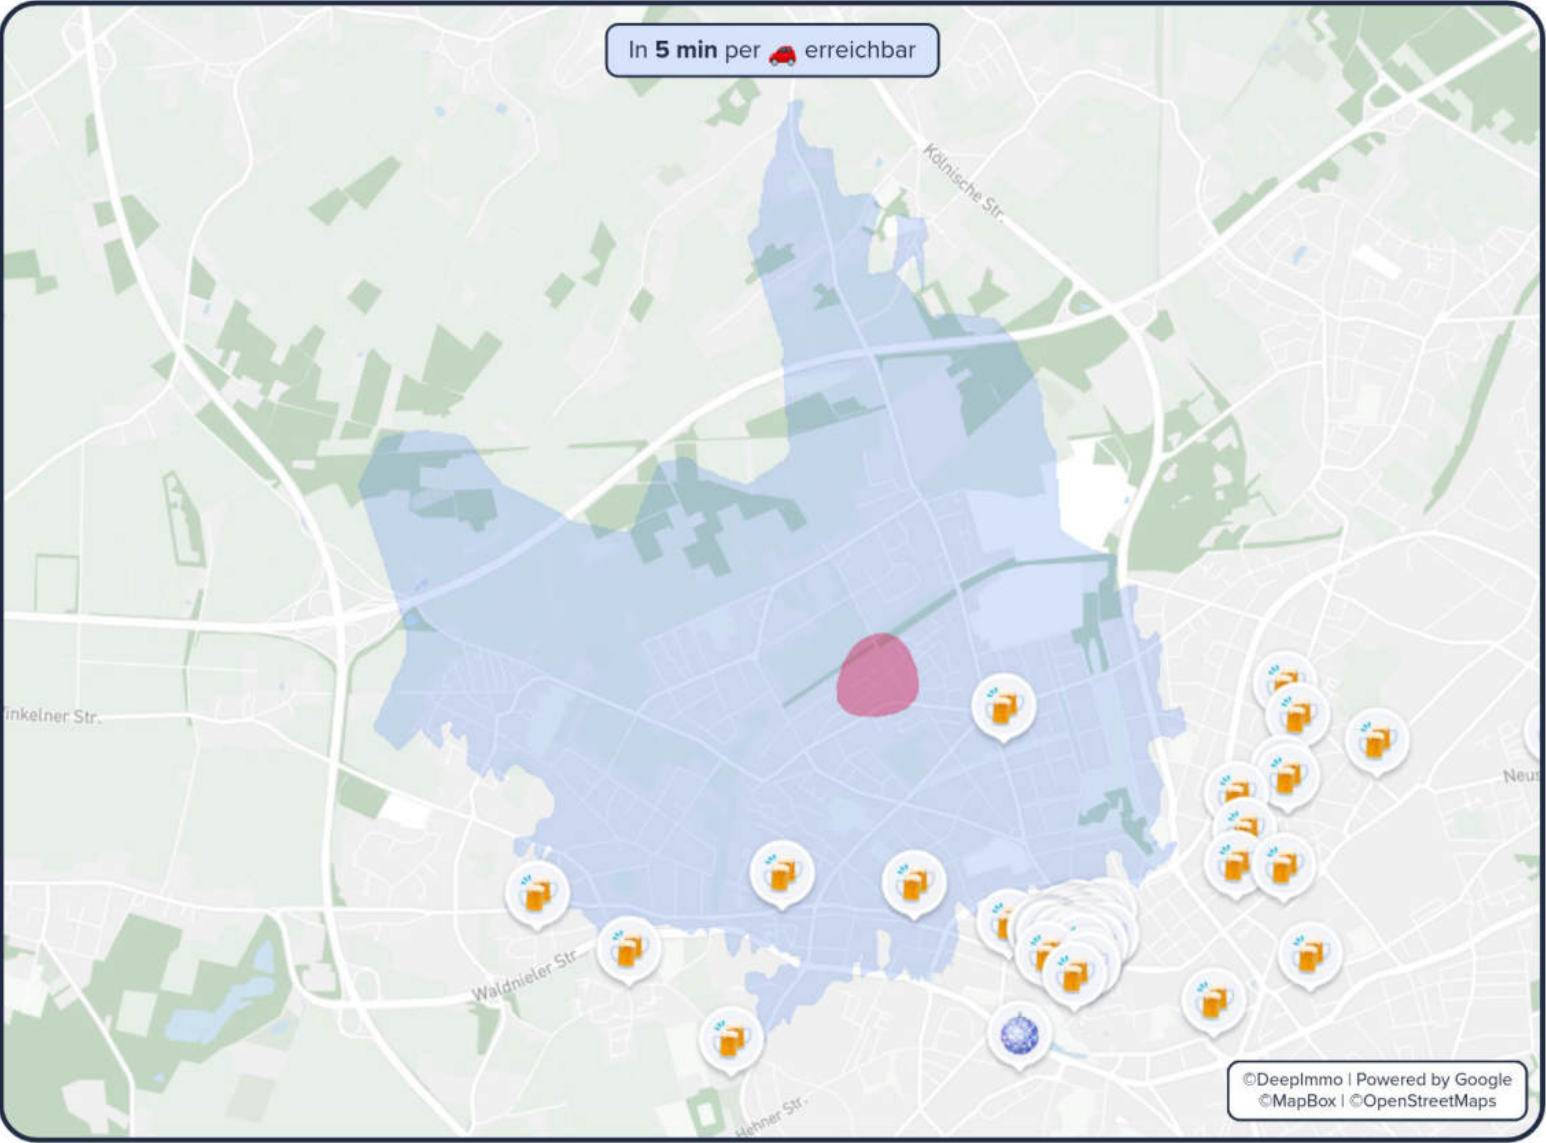 In 5 min per erreichbar
Kölnische Str.
inkelner Str.
Neus
Waldnieler Str.
Hehner Str.
©DeepImmo | Powered by Google
©MapBox | ©OpenStreetMaps